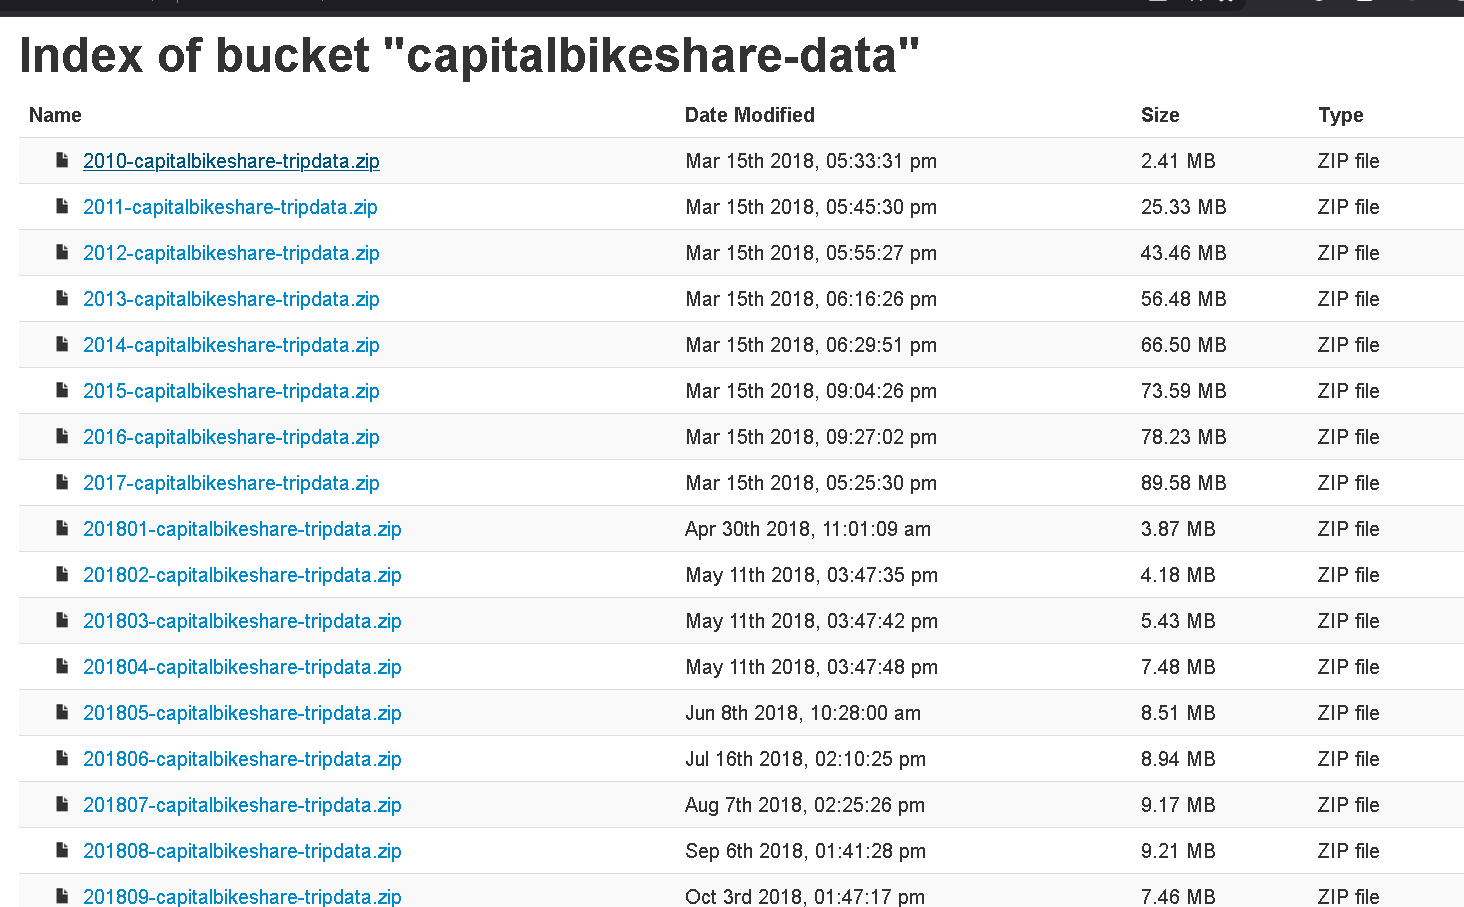 Index of bucket "capitalbikeshare-data"
Name Date Modified Size Type
2010-capitalbikeshare-tripdata.zip Mar 15th 2018, 05:33:31 pm 2.41 MB ZIP file
2011-capitalbikeshare-tripdata.zip Mar 15th 2018, 05:45:30 pm 25.33 MB ZIP file
2012-capitalbikeshare-tripdata.zip Mar 15th 2018, 05:55:27 pm 43.46 MB ZIP file
2013-capitalbikeshare-tripdata.zip Mar 15th 2018, 06:16:26 pm 56.48 MB ZIP file
2014-capitalbikeshare-tripdata.zip Mar 15th 2018, 06:29:51 pm 66.50 MB ZIP file
2015-capitalbikeshare-tripdata.zip Mar 15th 2018, 09:04:26 pm 73.59 MB ZIP file
2016-capitalbikeshare-tripdata.zip Mar 15th 2018, 09:27:02 pm 78.23 MB ZIP file
2017-capitalbikeshare-tripdata.zip Mar 15th 2018, 05:25:30 pm 89.58 MB ZIP file
201801-capitalbikeshare-tripdata.zip Apr 30th 2018, 11:01:09 am 3.87 MB ZIP file
201802-capitalbikeshare-tripdata.zip May 11th 2018, 03:47:35 pm 4.18 MB ZIP file
201803-capitalbikeshare-tripdata.zip May 11th 2018, 03:47:42 pm 5.43 MB ZIP file
201804-capitalbikeshare-tripdata.zip May 11th 2018, 03:47:48 pm 7.48 MB ZIP file
201805-capitalbikeshare-tripdata.zip Jun 8th 2018, 10:28:00 am 8.51 MB ZIP file
201806-capitalbikeshare-tripdata.zip Jul 16th 2018, 02:10:25 pm 8.94 MB ZIP file
201807-capitalbikeshare-tripdata.zip Aug 7th 2018, 02:25:26 pm 9.17 MB ZIP file
201808-capitalbikeshare-tripdata.zip Sep 6th 2018, 01:41:28 pm 9.21 MB ZIP file
201809-capitalbikeshare-tripdata.zip Oct 3rd 2018, 01:47:17 pm 7.46 MB ZIP file